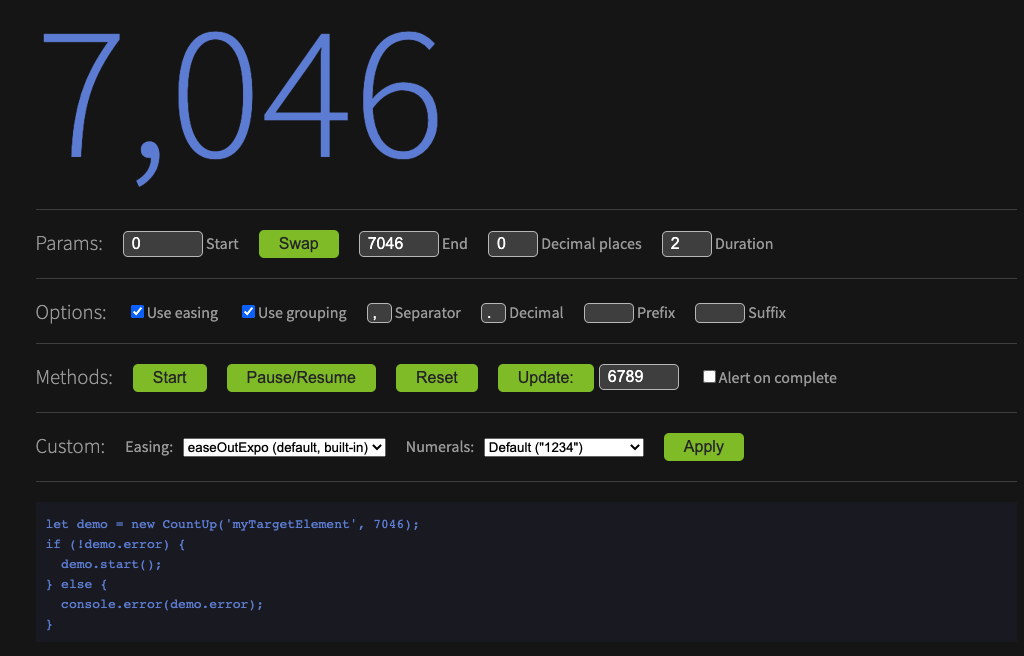 7,046
Params: 0 Start Swap 7046 End 0 Decimal places 2 Duration
Options: Use easing Use grouping , Separator . Decimal Prefix Suffix
Methods: Start Pause/Resume Reset Update: 6789 Alert on complete
Custom: Easing: easeOutExpo (default, built-in) Numerals: Default ("1234") Apply
let demo = new CountUp('myTargetElement', 7046);
if (!demo.error) {
  demo.start();
} else {
  console.error(demo.error);
}